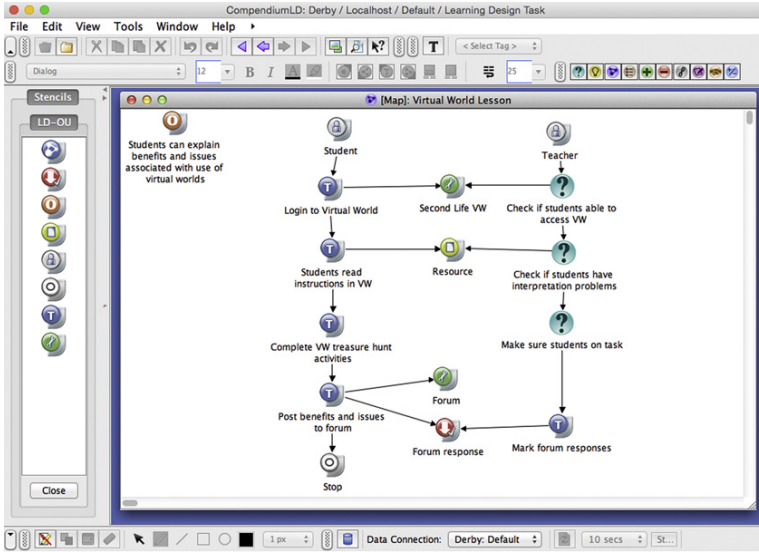 CompendiumLD: Derby / Localhost / Default / Learning Design Task
File Edit View Tools Window Help
T < Select Tag >
Dialog 12 B I A 25
Stencils
LD-OU
Close
[Map]: Virtual World Lesson
Students can explain
benefits and issues
associated with use of
virtual worlds
Student
Teacher
Login to Virtual World
Second Life VW
Check if students able to
access VW
Students read
instructions in VW
Resource
Check if students have
interpretation problems
Complete VW treasure hunt
activities
Make sure students on task
Post benefits and issues
to forum
Forum
Forum response
Mark forum responses
Stop
1 px Data Connection: Derby: Default 10 secs St...